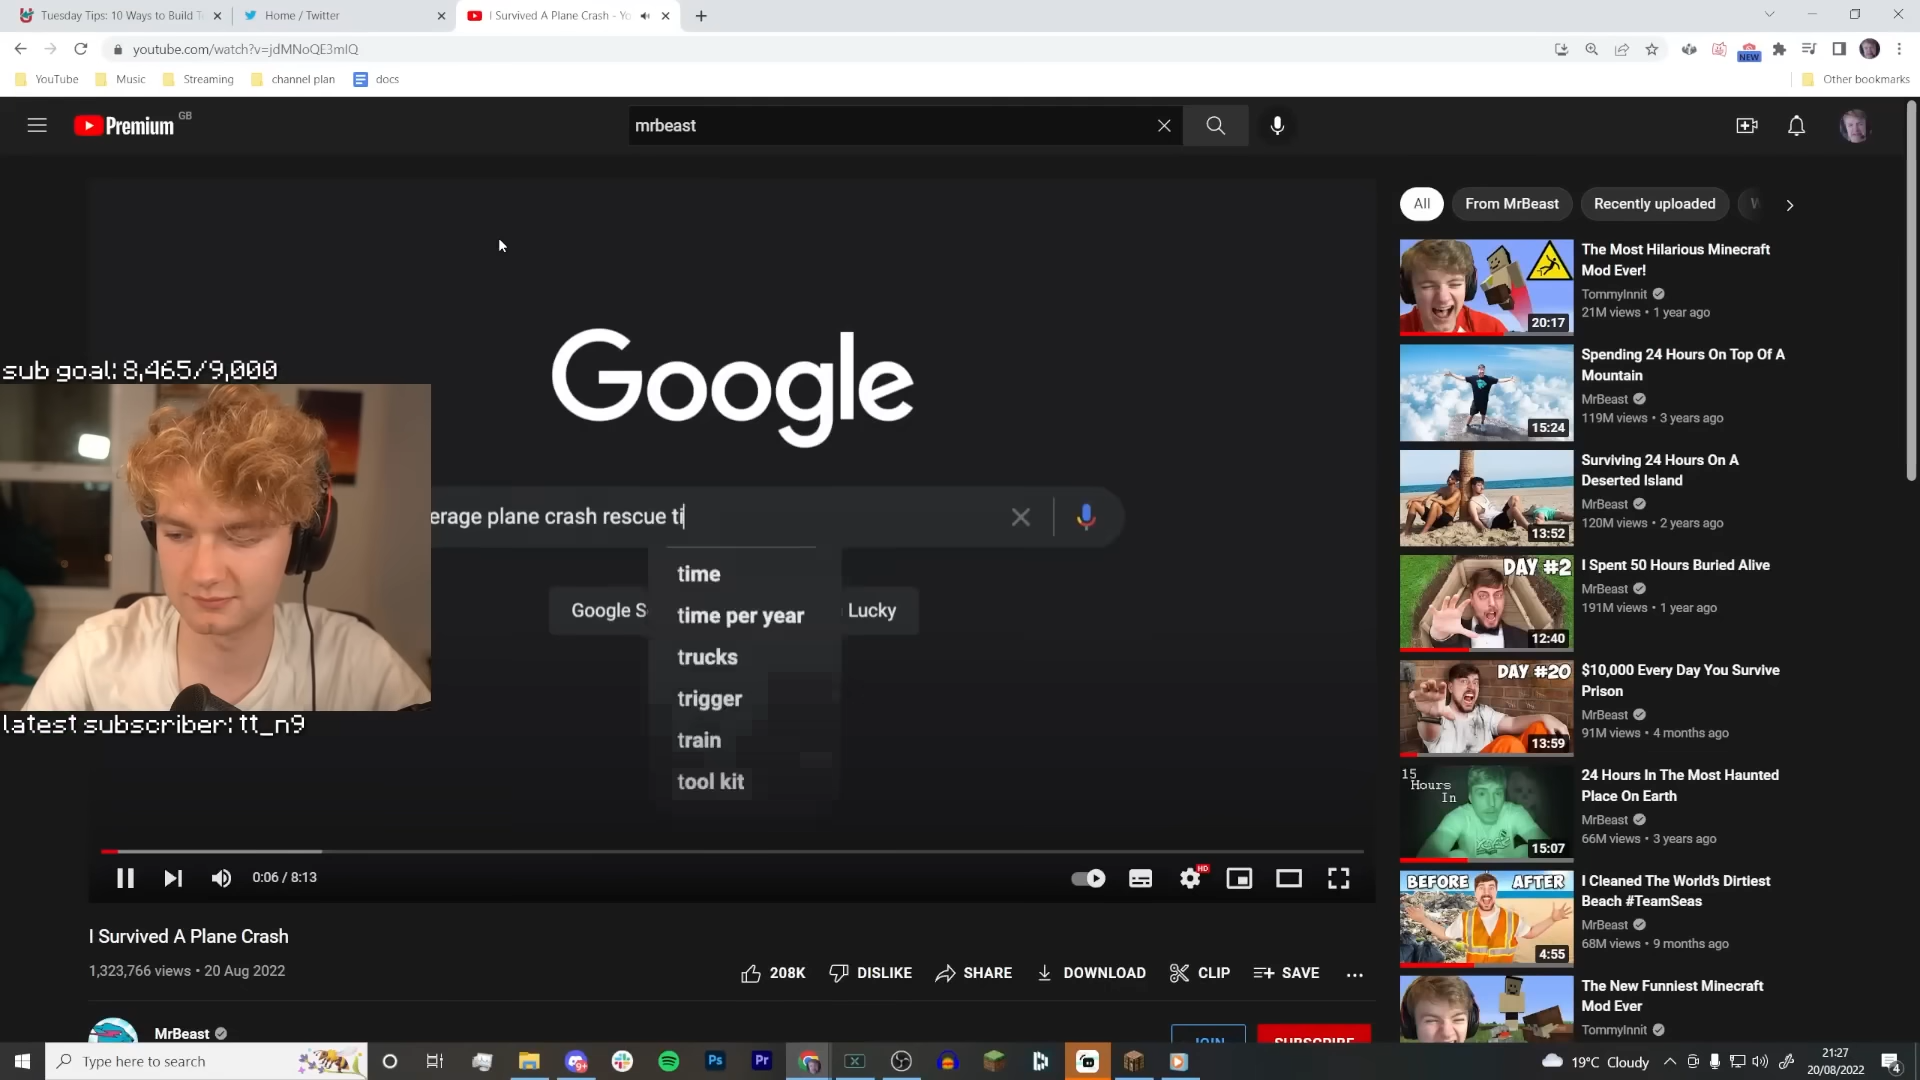 Tuesday Tips: 10 Ways to Build T
Home / Twitter
I Survived A Plane Crash - Yo
youtube.com/watch?v=jdMNoQE3mIQ
NEW
YouTube
Music
Streaming
channel plan
docs
Other bookmarks
Premium GB
mrbeast
All
From MrBeast
Recently uploaded
Google
erage plane crash rescue ti
time
time per year
trucks
trigger
train
tool kit
Google S
Lucky
sub goal: 8,465/9,000
latest subscriber: tt_n9
0:06 / 8:13
HD
I Survived A Plane Crash
1,323,766 views • 20 Aug 2022
208K
DISLIKE
SHARE
DOWNLOAD
CLIP
SAVE
MrBeast
JOIN
SUBSCRIBE
20:17
The Most Hilarious Minecraft
Mod Ever!
TommyInnit
21M views • 1 year ago
15:24
Spending 24 Hours On Top Of A
Mountain
MrBeast
119M views • 3 years ago
13:52
Surviving 24 Hours On A
Deserted Island
MrBeast
120M views • 2 years ago
DAY #2
12:40
I Spent 50 Hours Buried Alive
MrBeast
191M views • 1 year ago
DAY #20
13:59
$10,000 Every Day You Survive
Prison
MrBeast
91M views • 4 months ago
15
Hours
In
15:07
24 Hours In The Most Haunted
Place On Earth
MrBeast
66M views • 3 years ago
BEFORE AFTER
4:55
I Cleaned The World's Dirtiest
Beach #TeamSeas
MrBeast
68M views • 9 months ago
The New Funniest Minecraft
Mod Ever
TommyInnit
Type here to search
9+
Ps
Pr
19°C Cloudy
21:27
20/08/2022
4